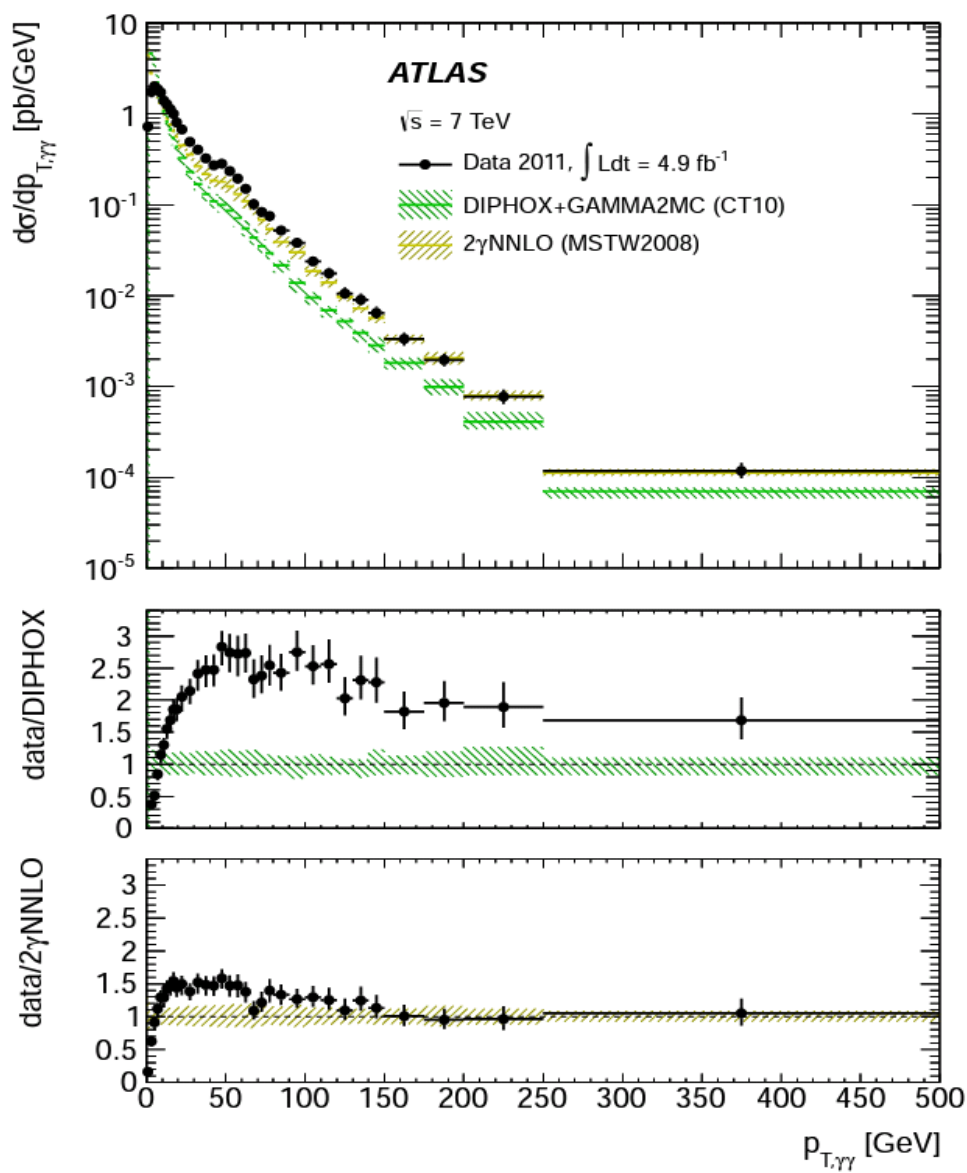 dσ/dp_T,γγ [pb/GeV]
10
1
10⁻¹
10⁻²
10⁻³
10⁻⁴
10⁻⁵
ATLAS
√s = 7 TeV
Data 2011, ∫ Ldt = 4.9 fb⁻¹
DIPHOX+GAMMA2MC (CT10)
2γNNLO (MSTW2008)
data/DIPHOX
3
2.5
2
1.5
1
0.5
0
data/2γNNLO
3
2.5
2
1.5
1
0.5
0
0 50 100 150 200 250 300 350 400 450 500
p_T,γγ [GeV]